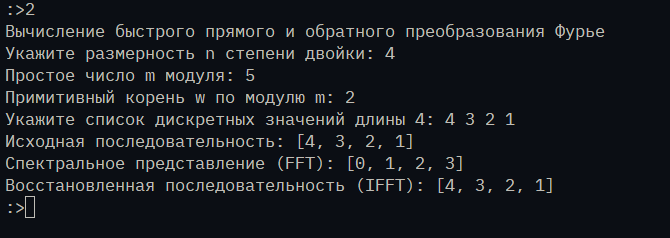 :>2
Вычисление быстрого прямого и обратного преобразования Фурье
Укажите размерность n степени двойки: 4
Простое число m модуля: 5
Примитивный корень w по модулю m: 2
Укажите список дискретных значений длины 4: 4 3 2 1
Исходная последовательность: [4, 3, 2, 1]
Спектральное представление (FFT): [0, 1, 2, 3]
Восстановленная последовательность (IFFT): [4, 3, 2, 1]
:>